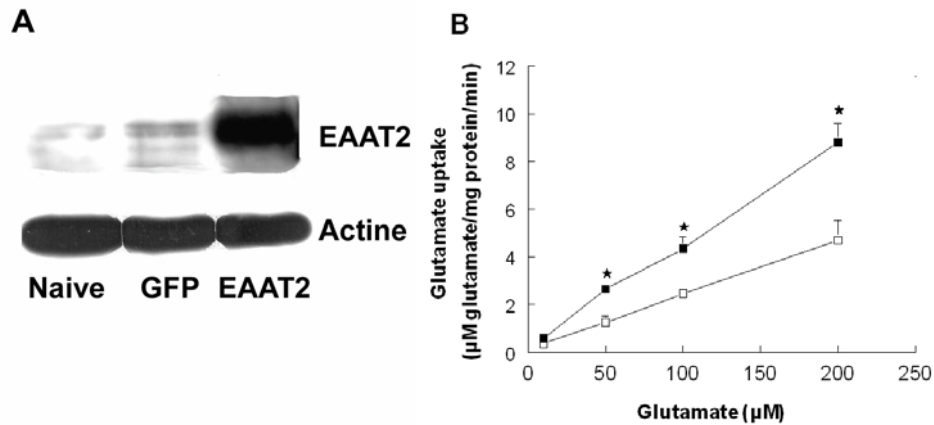 A
EAAT2
Actine
Naive GFP EAAT2
B
Glutamate uptake
(µM glutamate/mg protein/min)
12
10
8
6
4
2
0
0 50 100 150 200 250
Glutamate (µM)